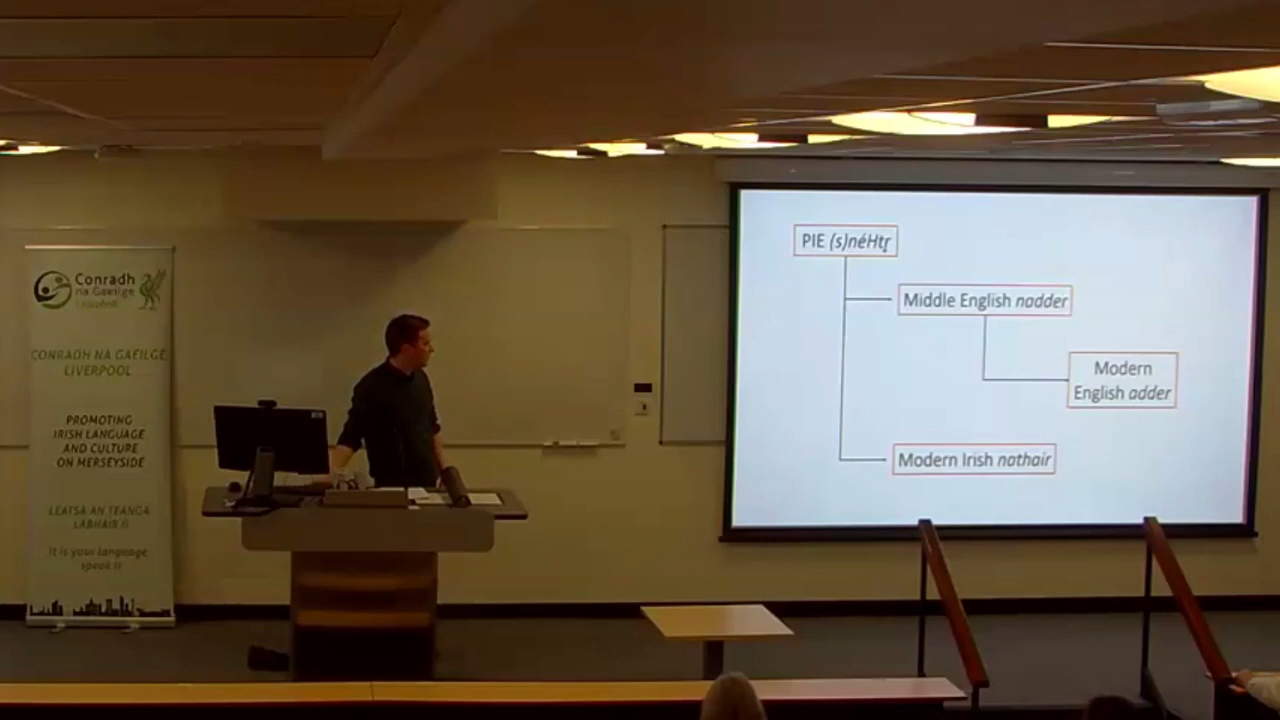 Conradh
na Gaeilge
Liverpool
CONRADH NA GAEILGE
LIVERPOOL
PROMOTING
IRISH LANGUAGE
AND CULTURE
ON MERSEYSIDE
LEATSA AN TEANGA
LABHAIR Í!
It is your language
speak it
PIE (s)néHtr̥
Middle English nadder
Modern
English adder
Modern Irish nathair